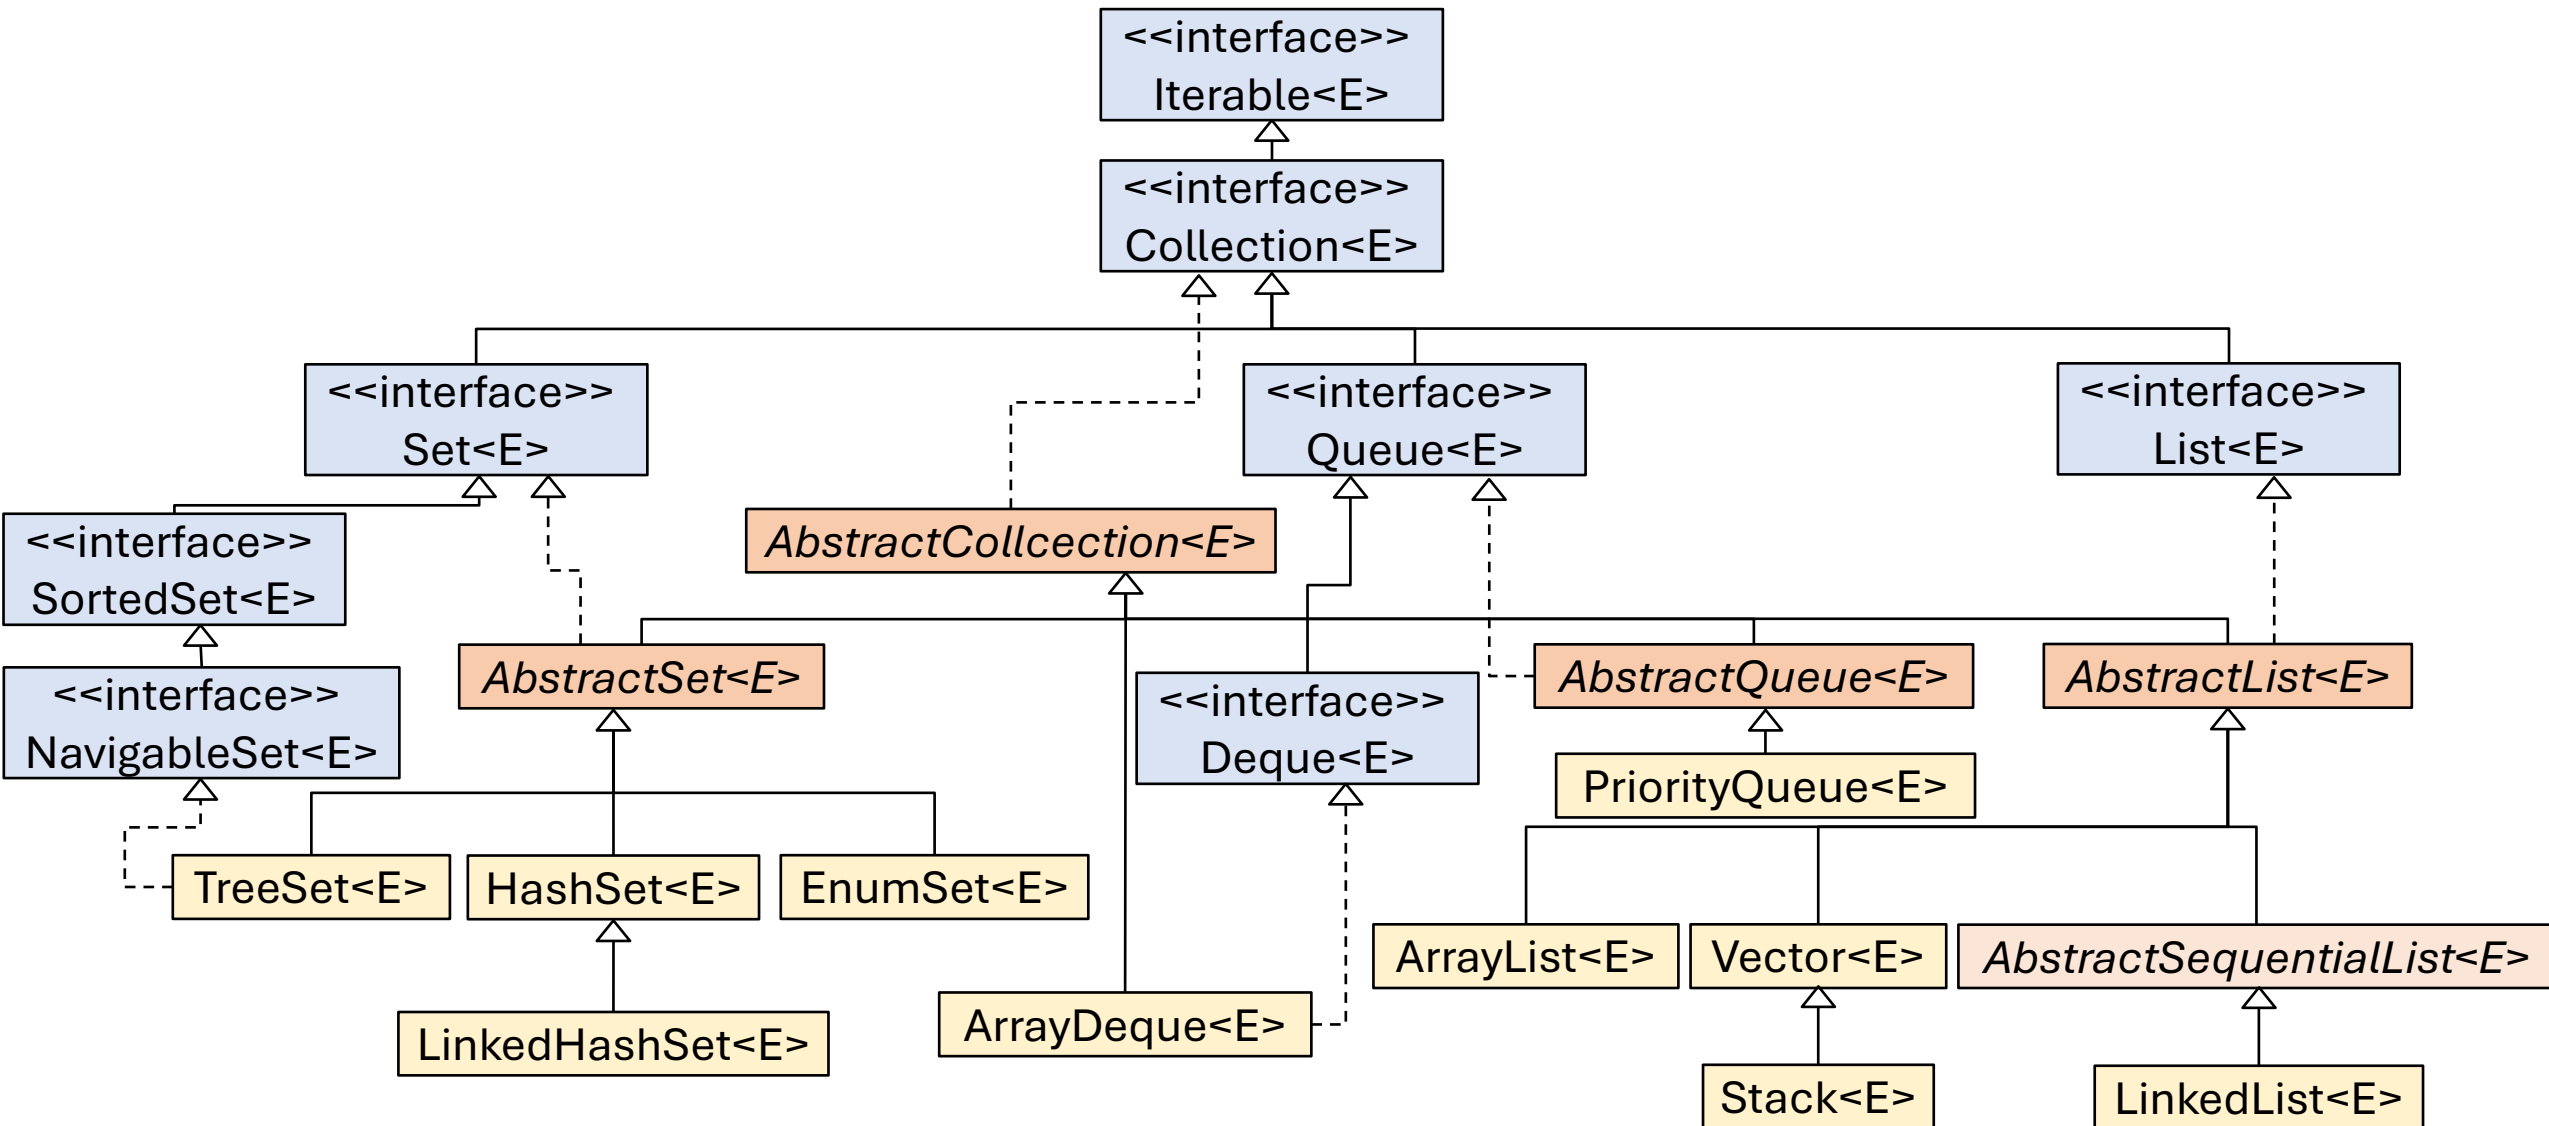 <<interface>>
Iterable<E>
<<interface>>
Collection<E>
<<interface>>
Set<E>
<<interface>>
Queue<E>
<<interface>>
List<E>
<<interface>>
SortedSet<E>
AbstractCollcection<E>
<<interface>>
NavigableSet<E>
AbstractSet<E>
<<interface>>
Deque<E>
AbstractQueue<E>
AbstractList<E>
PriorityQueue<E>
TreeSet<E>
HashSet<E>
EnumSet<E>
ArrayList<E>
Vector<E>
AbstractSequentialList<E>
LinkedHashSet<E>
ArrayDeque<E>
Stack<E>
LinkedList<E>